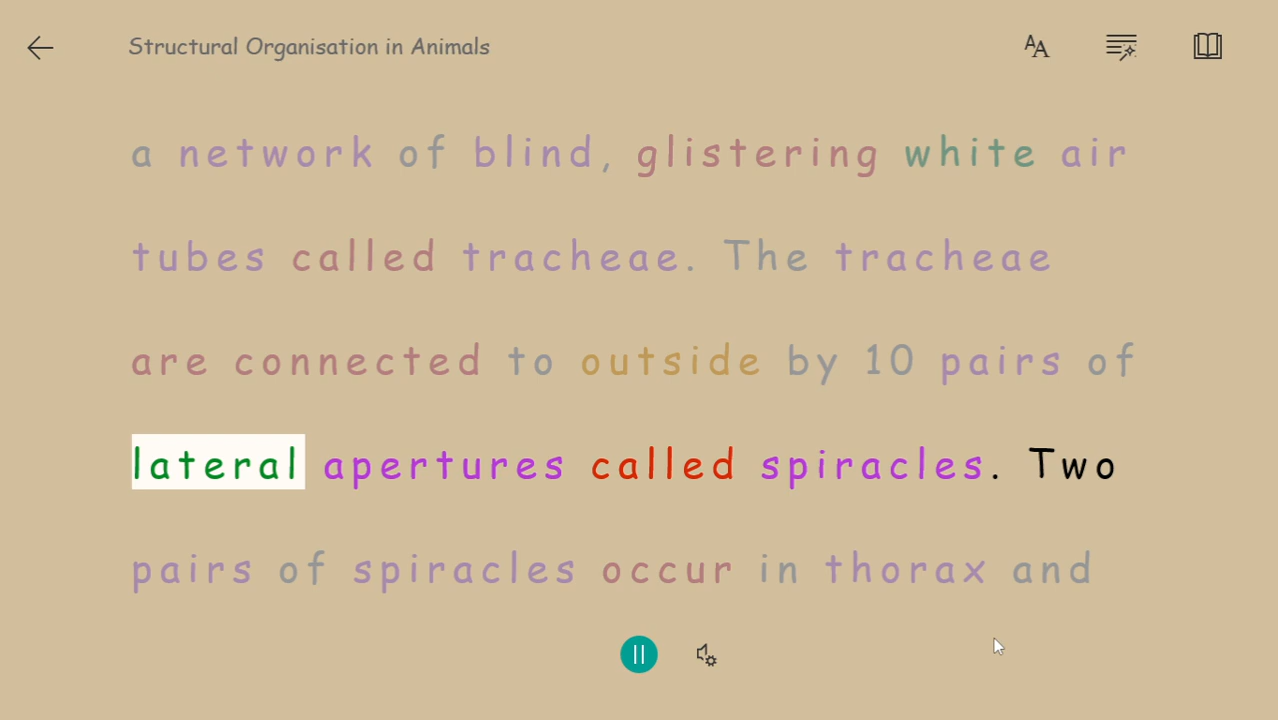 Structural Organisation in Animals
a network of blind, glistering white air
tubes called tracheae. The tracheae
are connected to outside by 10 pairs of
lateral apertures called spiracles. Two
pairs of spiracles occur in thorax and